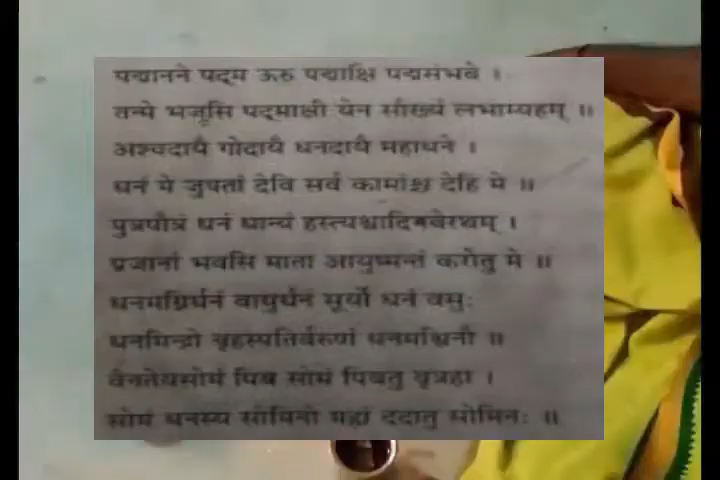 पद्मानने पद्म ऊरु पद्माक्षि पद्मसंभवे ।
तन्मे भजसि पद्माक्षी येन सौख्यं लभाम्यहम् ॥
अश्वदायै गोदायै धनदायै महाधने ।
धनं मे जुषतां देवि सर्व कामांश्च देहि मे ॥
पुत्रपौत्रं धनं धान्यं हस्त्यश्वादिगवेरथम् ।
प्रजानां भवसि माता आयुष्मन्तं करोतु मे ॥
धनमग्निर्धनं वायुर्धनं सूर्यो धनं वसुः
धनमिन्द्रो बृहस्पतिर्वरुणं धनमश्विनौ ॥
वैनतेयसोमं पिब सोमं पिबतु वृत्रहा ।
सोमं धनस्य सोमिनो मह्यं ददातु सोमिनः ॥